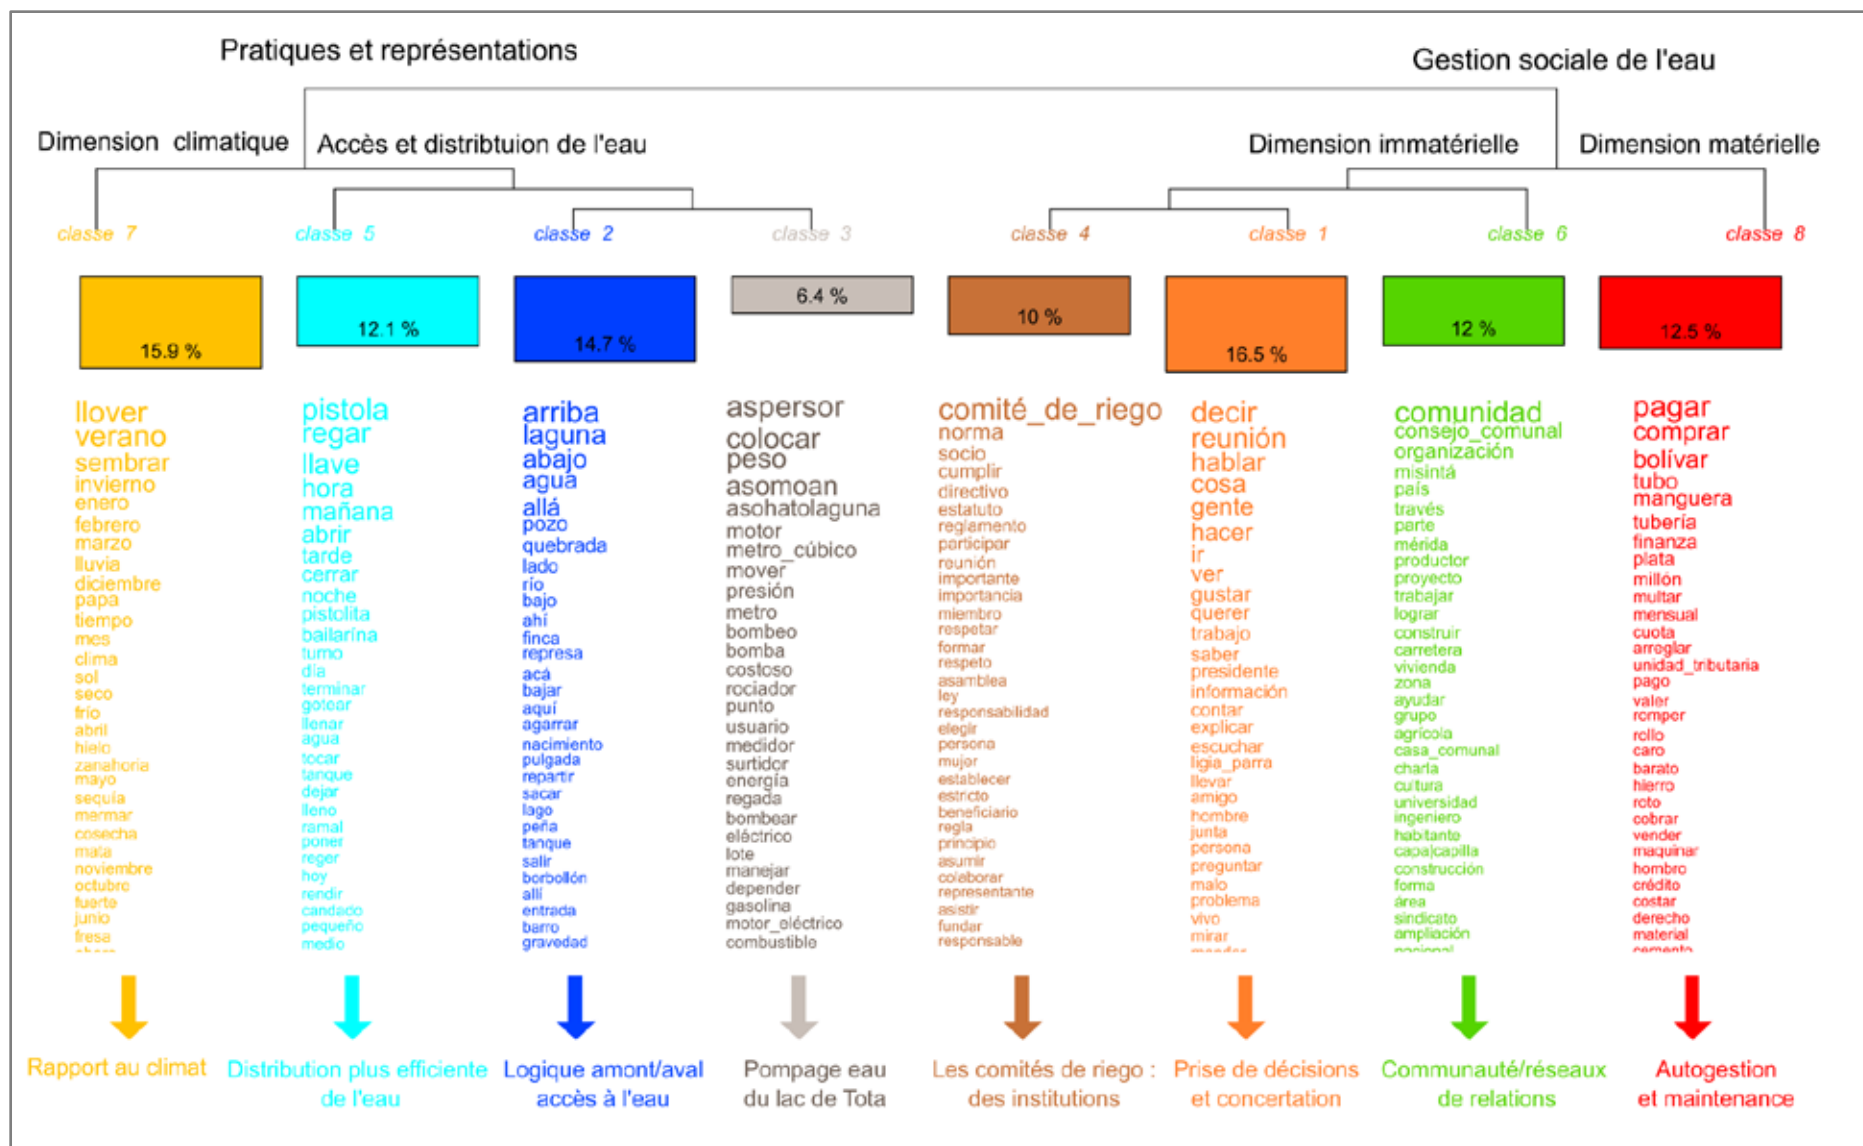 Pratiques et représentations
Gestion sociale de l'eau
Dimension climatique
Accès et distribtuion de l'eau
Dimension immatérielle
Dimension matérielle
classe 7
classe 5
classe 2
classe 3
classe 4
classe 1
classe 6
classe 8
15.9 %
12.1 %
14.7 %
6.4 %
10 %
16.5 %
12 %
12.5 %
llover
verano
sembrar
invierno
enero
febrero
marzo
lluvia
diciembre
papa
tiempo
mes
clima
sol
seco
frío
abril
hielo
zanahoria
mayo
sequía
mermar
cosecha
mata
noviembre
octubre
fuerte
junio
fresa
pistola
regar
llave
hora
mañana
abrir
tarde
cerrar
noche
pistolita
bailarína
turno
día
terminar
gotear
llenar
agua
tocar
tanque
dejar
lleno
ramal
poner
reger
hoy
rendir
candado
pequeño
medio
arriba
laguna
abajo
agua
allá
pozo
quebrada
lado
río
bajo
ahí
finca
represa
acá
bajar
aquí
agarrar
nacimiento
pulgada
repartir
sacar
lago
peña
tanque
salir
borbollón
allí
entrada
barro
gravedad
aspersor
colocar
peso
asomoan
asohatolaguna
motor
metro_cúbico
mover
presión
metro
bombeo
bomba
costoso
rociador
punto
usuario
medidor
surtidor
energía
regada
bombear
eléctrico
lote
manejar
depender
gasolina
motor_eléctrico
combustible
comité_de_riego
norma
socio
cumplir
directivo
estatuto
reglamento
participar
reunión
importante
importancia
miembro
respetar
formar
respeto
asamblea
ley
responsabilidad
elegir
persona
mujer
establecer
estricto
beneficiario
regla
principio
asumir
colaborar
representante
asistir
fundar
responsable
decir
reunión
hablar
cosa
gente
hacer
ir
ver
gustar
querer
trabajo
saber
presidente
información
contar
explicar
escuchar
ligia_parra
llevar
amigo
hombre
junta
persona
preguntar
malo
problema
vivo
mirar
comunidad
consejo_comunal
organización
misintá
país
través
parte
mérida
productor
proyecto
trabajar
lograr
construir
carretera
vivienda
zona
ayudar
grupo
agrícola
casa_comunal
charla
cultura
universidad
ingeniero
habitante
capa|capilla
construcción
forma
área
sindicato
ampliación
nacional
pagar
comprar
bolívar
tubo
manguera
tubería
finanza
plata
millón
multar
mensual
cuota
arreglar
unidad_tributaria
pago
valer
romper
rollo
caro
barato
hierro
roto
cobrar
vender
maquinar
hombro
crédito
costar
derecho
material
cemento
Rapport au climat
Distribution plus efficiente
de l'eau
Logique amont/aval
accès à l'eau
Pompage eau
du lac de Tota
Les comités de riego :
des institutions
Prise de décisions
et concertation
Communauté/réseaux
de relations
Autogestion
et maintenance